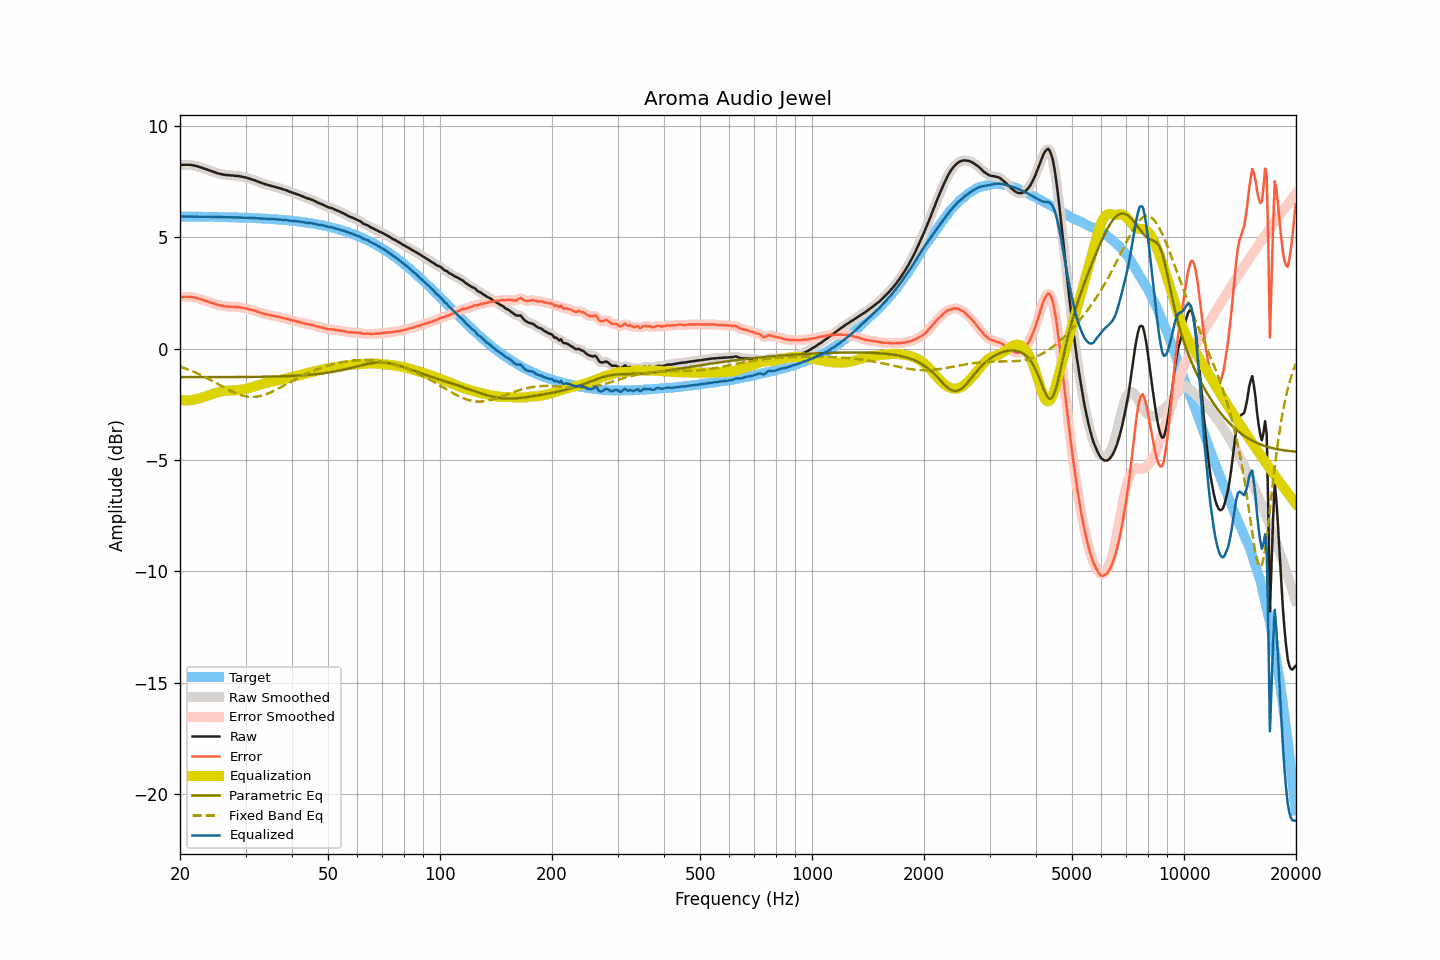 Aroma Audio Jewel
10
5
0
−5
−10
−15
−20
Amplitude (dBr)
Target
Raw Smoothed
Error Smoothed
Raw
Error
Equalization
Parametric Eq
Fixed Band Eq
Equalized
20 50 100 200 500 1000 2000 5000 10000 20000
Frequency (Hz)